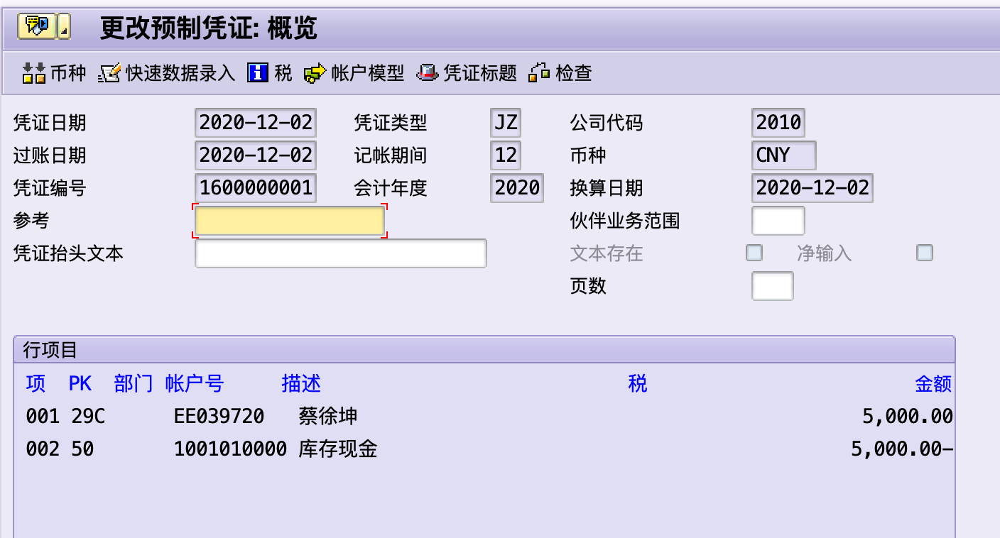 更改预制凭证: 概览
币种 快速数据录入 税 帐户模型 凭证标题 检查
凭证日期 2020-12-02 凭证类型 JZ 公司代码 2010
过账日期 2020-12-02 记帐期间 12 币种 CNY
凭证编号 1600000001 会计年度 2020 换算日期 2020-12-02
参考 伙伴业务范围
凭证抬头文本 文本存在 净输入
页数
行项目
项 PK 部门 帐户号 描述 税 金额
001 29C EE039720 蔡徐坤 5,000.00
002 50 1001010000 库存现金 5,000.00-